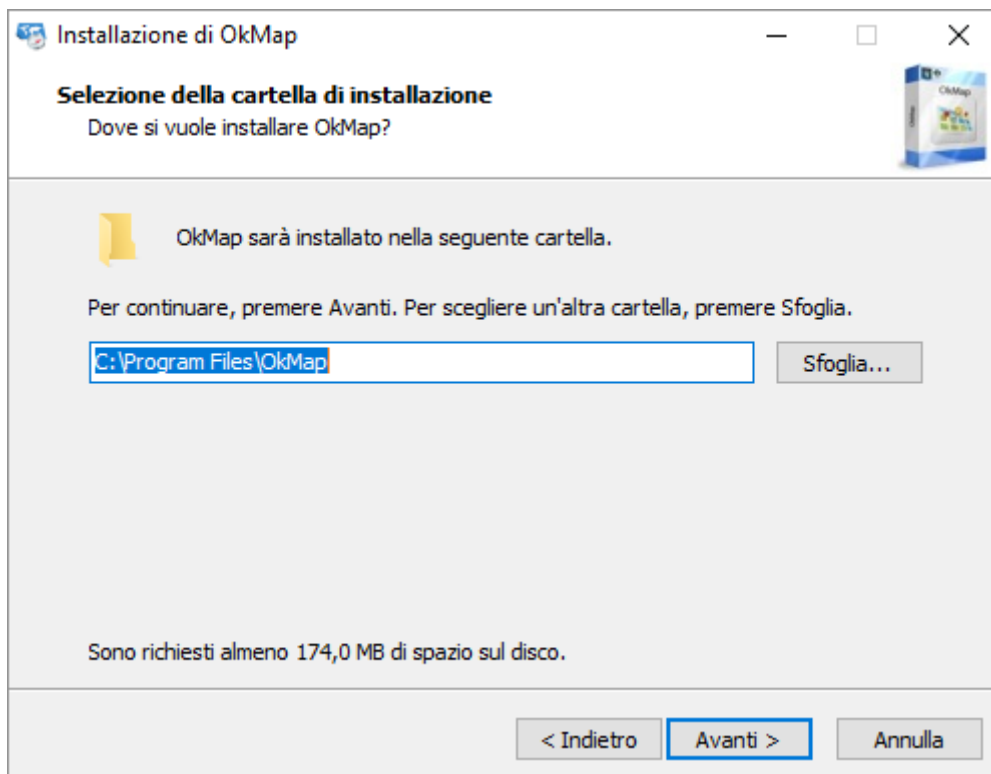 Installazione di OkMap
Selezione della cartella di installazione
Dove si vuole installare OkMap?
OkMap
OkMap
OkMap sarà installato nella seguente cartella.
Per continuare, premere Avanti. Per scegliere un'altra cartella, premere Sfoglia.
C:\Program Files\OkMap
Sfoglia...
Sono richiesti almeno 174,0 MB di spazio sul disco.
< Indietro
Avanti >
Annulla